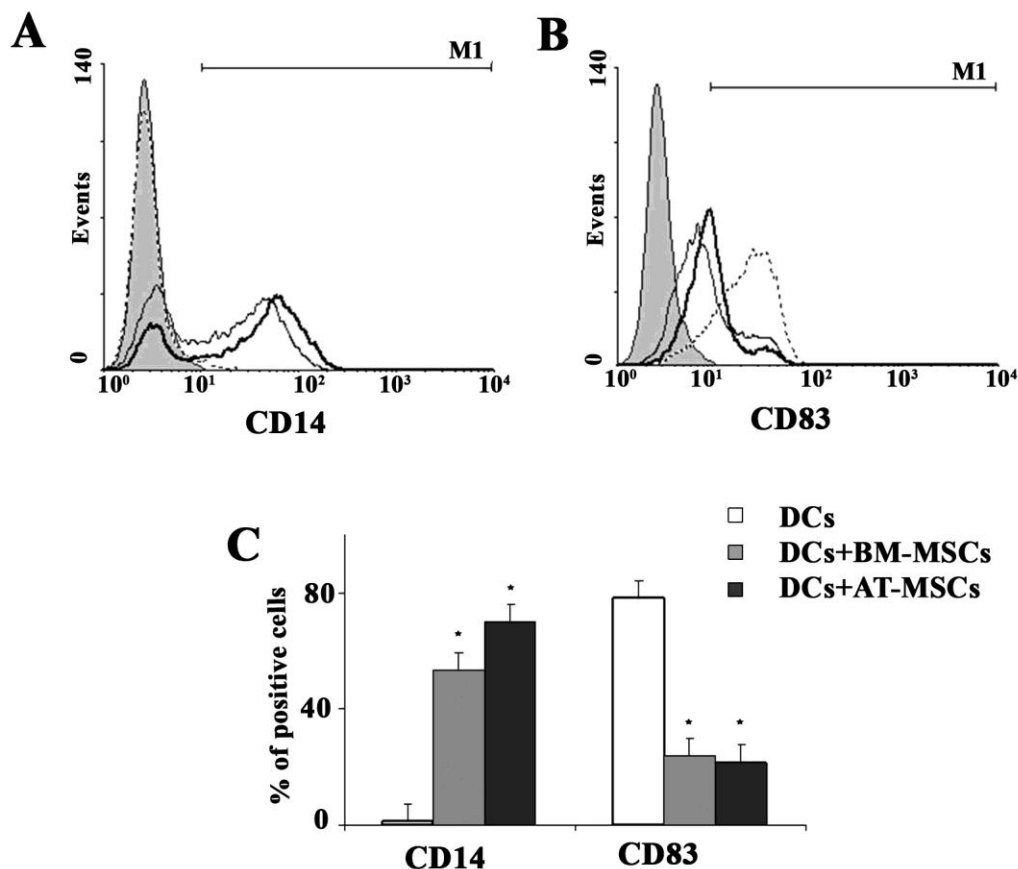 A
M1
140
Events
0
10⁰ 10¹ 10² 10³ 10⁴
CD14
B
M1
140
Events
0
10⁰ 10¹ 10² 10³ 10⁴
CD83
C
DCs
DCs+BM-MSCs
DCs+AT-MSCs
% of positive cells
80
40
0
* * * *
CD14 CD83